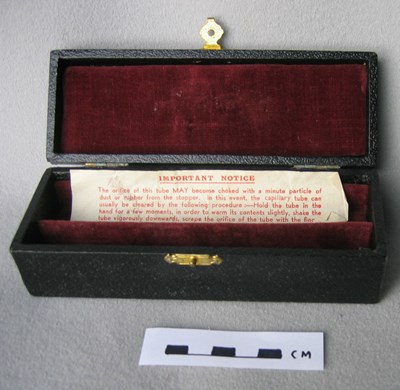 IMPORTANT NOTICE
The orifice of this tube MAY become choked with a minute particle of
dust or rubber from the stopper. In this event, the capillary tube can
usually be cleared by the following procedure :—Hold the tube in the
hand for a few moments, in order to warm its contents slightly, shake
the tube vigorously downwards, scrape the orifice of the tube with the
CM